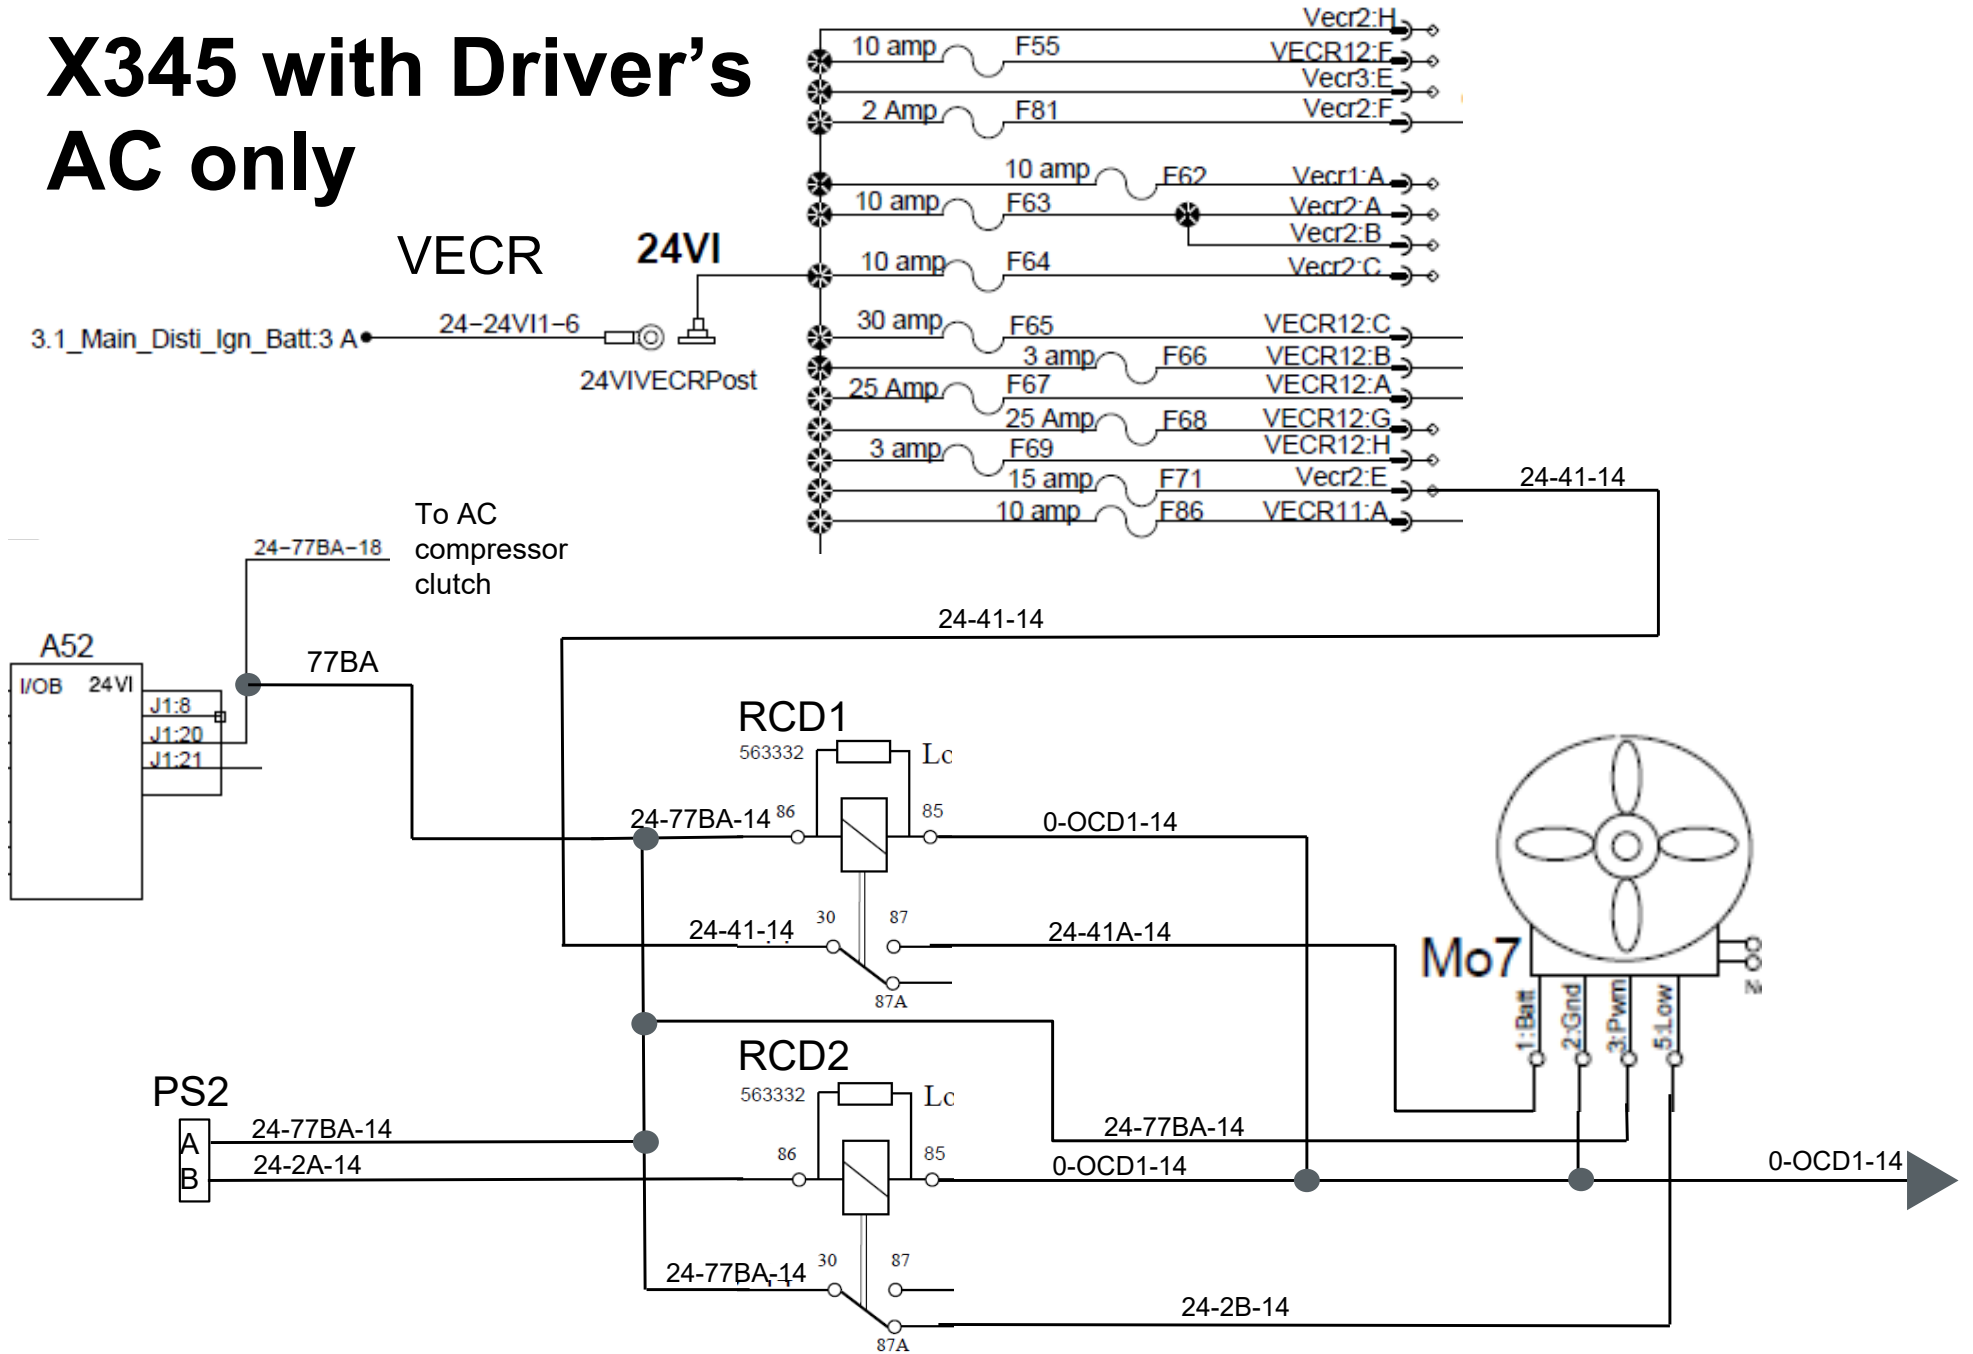 X345 with Driver’s
AC only
VECR
24VI
3.1_Main_Disti_Ign_Batt:3 A
24-24VI1-6
24VIVECRPost
Vecr2:H
10 amp F55 VECR12:F
Vecr3:E
2 Amp F81 Vecr2:F
10 amp F62 Vecr1:A
10 amp F63 Vecr2:A
Vecr2:B
10 amp F64 Vecr2:C
30 amp F65 VECR12:C
3 amp F66 VECR12:B
25 Amp F67 VECR12:A
25 Amp F68 VECR12:G
3 amp F69 VECR12:H
15 amp F71 Vecr2:E
10 amp F86 VECR11:A
24-41-14
To AC
compressor
clutch
24-77BA-18
24-41-14
A52
I/OB 24VI
J1:8
J1:20
J1:21
77BA
RCD1
563332
Lo
24-77BA-14
86
85
0-OCD1-14
24-41-14
30
87
87A
24-41A-14
Mo7
1:Batt
2:Gnd
3:Pwm
5:Low
RCD2
563332
Lo
PS2
A
B
24-77BA-14
24-2A-14
86
85
24-77BA-14
0-OCD1-14
0-OCD1-14
24-77BA-14
30
87
87A
24-2B-14